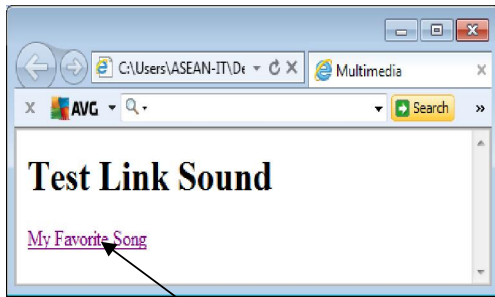 C:\Users\ASEAN-IT\De
Multimedia
AVG
Search
Test Link Sound
My Favorite Song